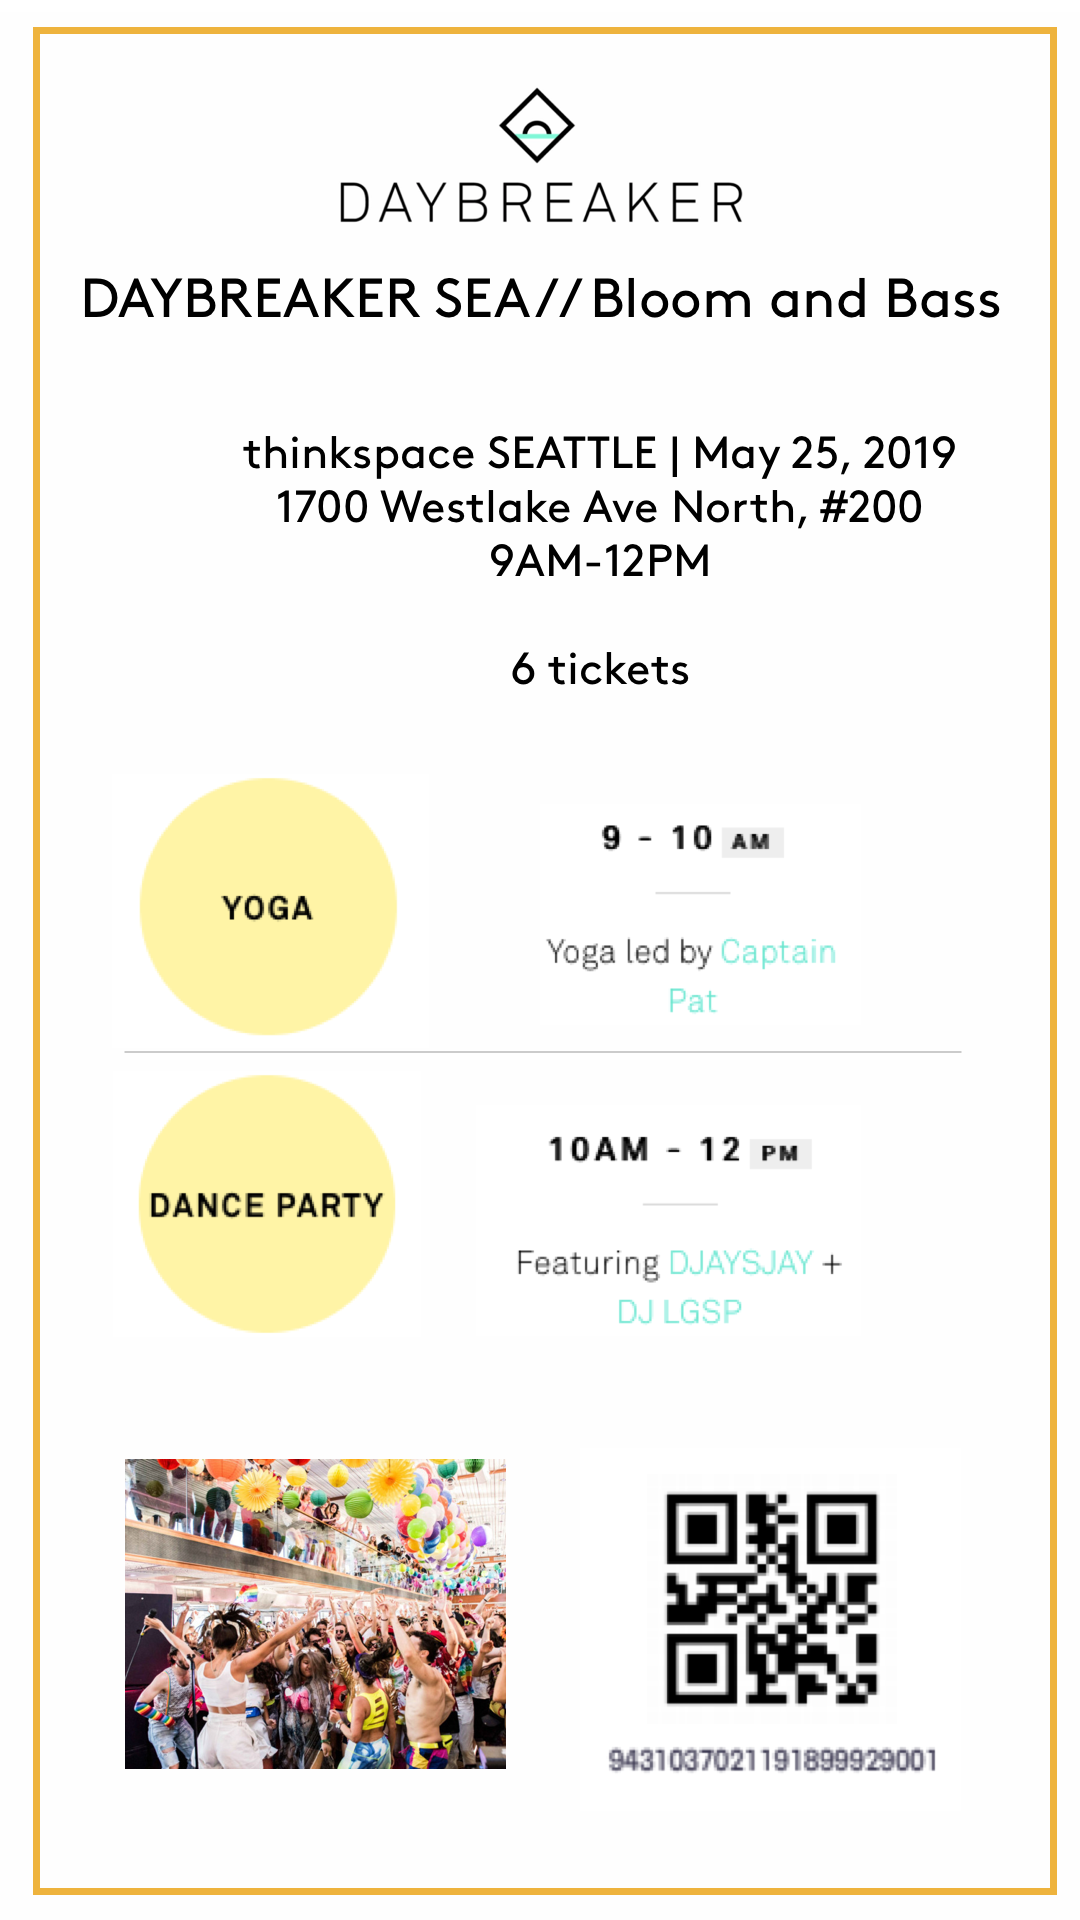 DAYBREAKER
DAYBREAKER SEA// Bloom and Bass
thinkspace SEATTLE | May 25, 2019
1700 Westlake Ave North, #200
9AM-12PM
6 tickets
YOGA
9 - 10 AM
Yoga led by Captain
Pat
DANCE PARTY
10AM - 12 PM
Featuring DJAYSJAY +
DJ LGSP
9431037021191899929001